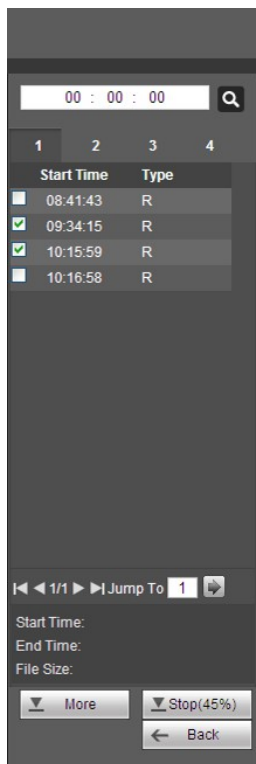 00 : 00 : 00
1 2 3 4
Start Time Type
08:41:43 R
09:34:15 R
10:15:59 R
10:16:58 R
1/1 Jump To 1
Start Time:
End Time:
File Size:
More Stop(45%)
Back